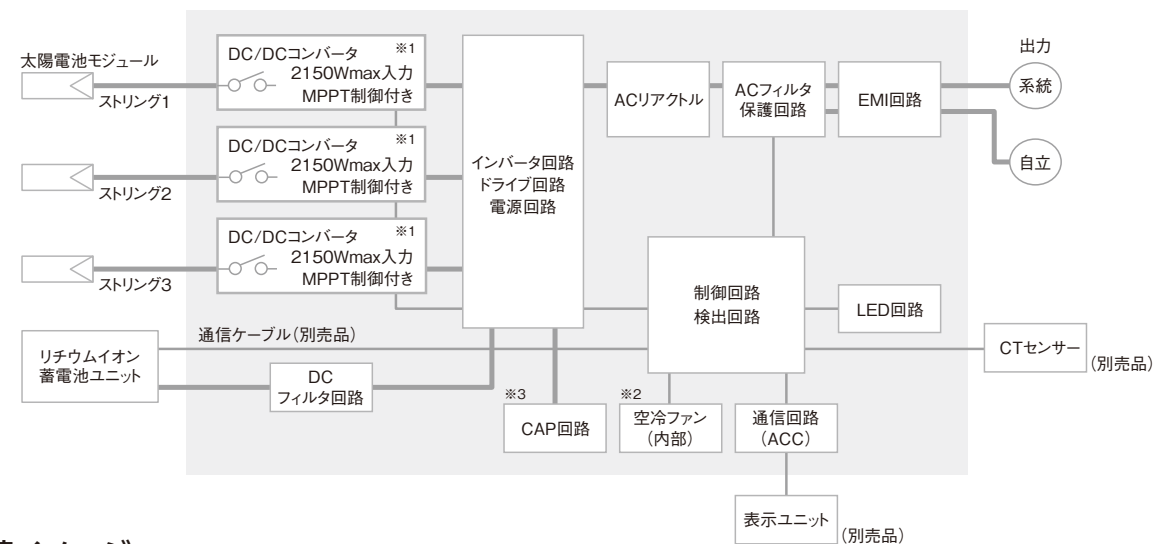 太陽電池モジュール
ストリング1
DC/DCコンバータ ※1
2150Wmax入力
MPPT制御付き
ストリング2
DC/DCコンバータ ※1
2150Wmax入力
MPPT制御付き
ストリング3
DC/DCコンバータ ※1
2150Wmax入力
MPPT制御付き
インバータ回路
ドライブ回路
電源回路
ACリアクトル
ACフィルタ
保護回路
EMI回路
出力
系統
自立
制御回路
検出回路
LED回路
通信ケーブル(別売品)
リチウムイオン
蓄電池ユニット
DC
フィルタ回路
※3
CAP回路
※2
空冷ファン
(内部)
通信回路
(ACC)
CTセンサー
(別売品)
表示ユニット
(別売品)